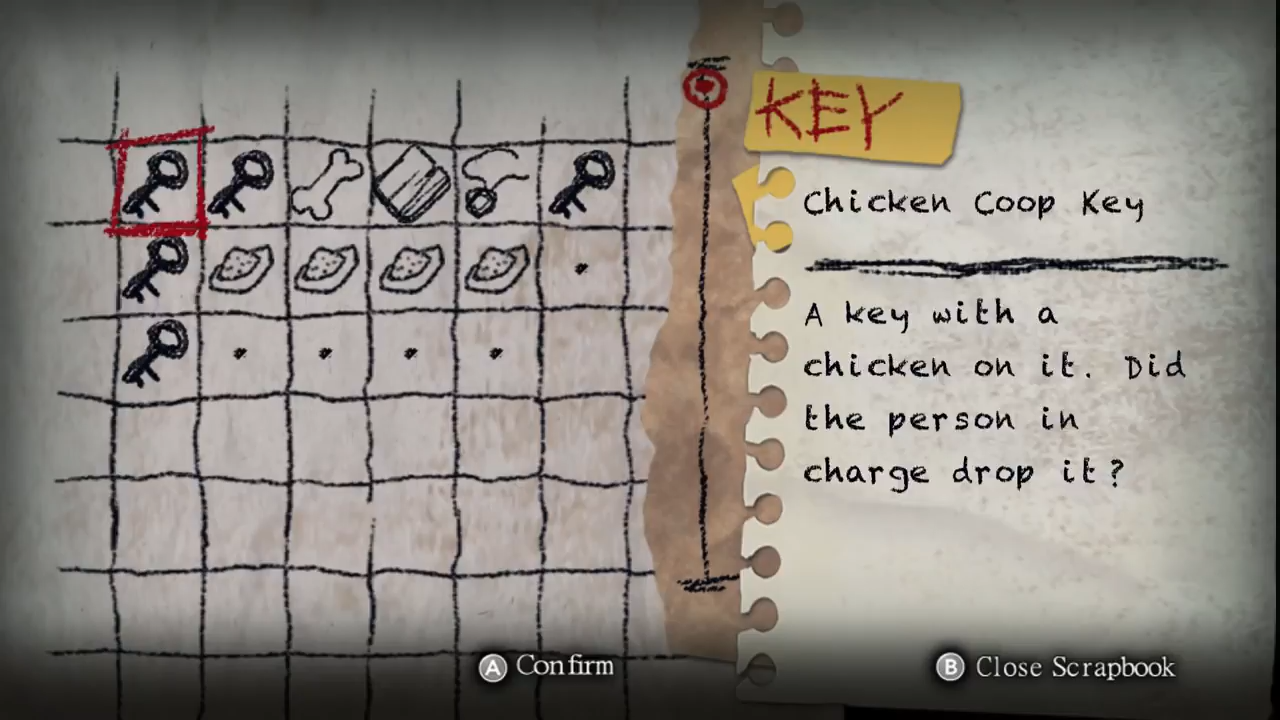 KEY
Chicken Coop Key
A key with a
chicken on it. Did
the person in
charge drop it?
A Confirm
B Close Scrapbook